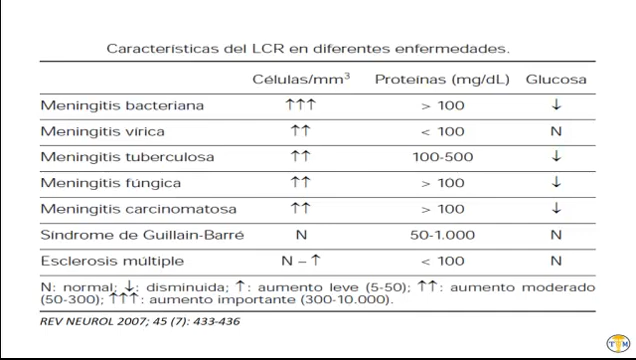 Características del LCR en diferentes enfermedades.
Células/mm³ Proteínas (mg/dL) Glucosa
Meningitis bacteriana ↑↑↑ > 100 ↓
Meningitis vírica ↑↑ < 100 N
Meningitis tuberculosa ↑↑ 100-500 ↓
Meningitis fúngica ↑↑ > 100 ↓
Meningitis carcinomatosa ↑↑ > 100 ↓
Síndrome de Guillain-Barré N 50-1.000 N
Esclerosis múltiple N – ↑ < 100 N
N: normal; ↓: disminuida; ↑: aumento leve (5-50); ↑↑: aumento moderado
(50-300); ↑↑↑: aumento importante (300-10.000).
REV NEUROL 2007; 45 (7): 433-436
T M